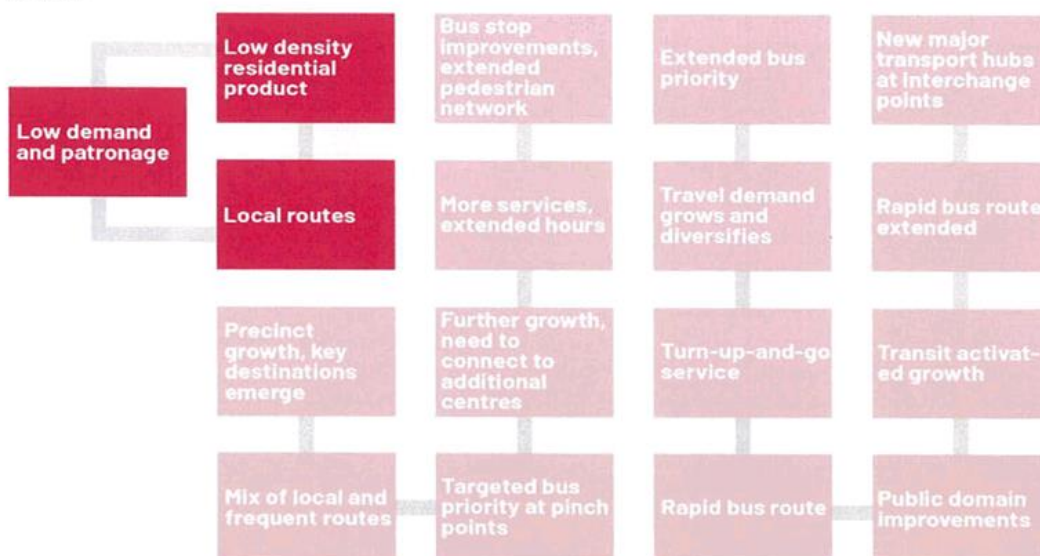 Low demand
and patronage
Low density
residential
product
Local routes
Precinct
growth, key
destinations
emerge
Mix of local and
frequent routes
Bus stop
improvements,
extended
pedestrian
network
More services,
extended hours
Further growth,
need to
connect to
additional
centres
Targeted bus
priority at pinch
points
Extended bus
priority
Travel demand
grows and
diversifies
Turn-up-and-go
service
Rapid bus route
New major
transport hubs
at interchange
points
Rapid bus route
extended
Transit activat-
ed growth
Public domain
improvements